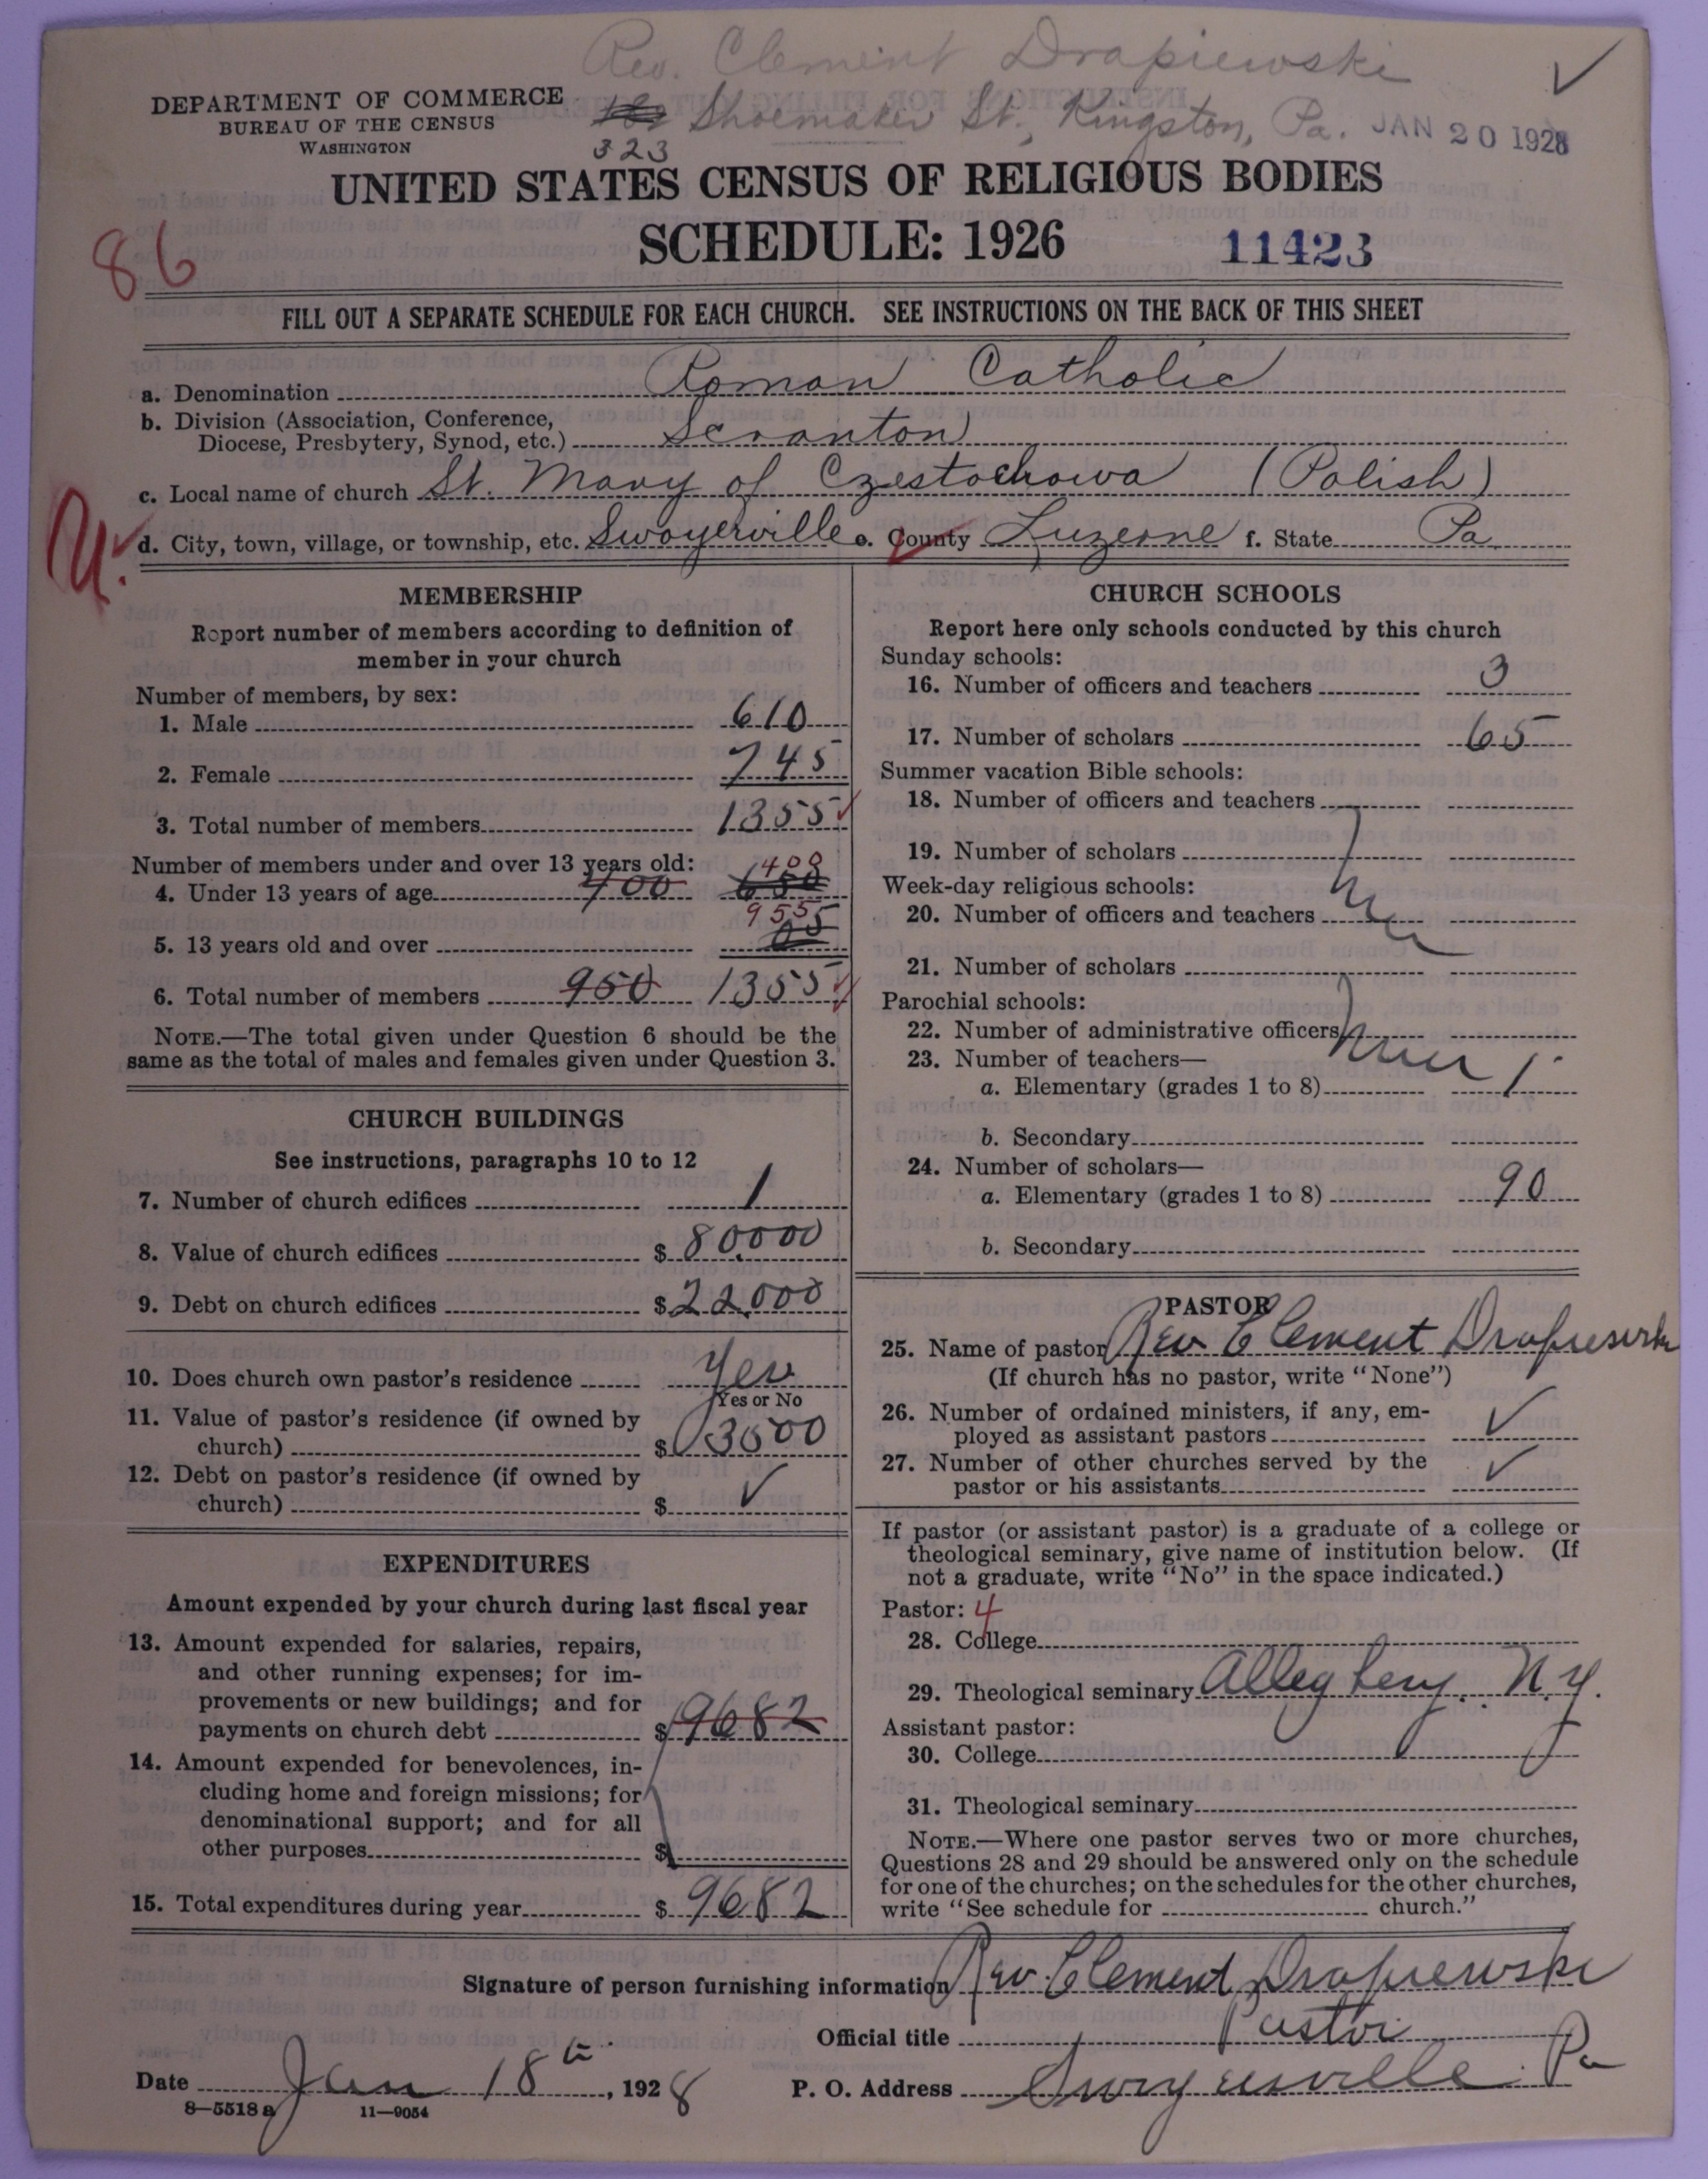 Rev. Clement Drapiewski
✓
DEPARTMENT OF COMMERCE
BUREAU OF THE CENSUS
WASHINGTON
Shoemaker St., Kingston, Pa.
323
JAN 20 1928
UNITED STATES CENSUS OF RELIGIOUS BODIES
SCHEDULE: 1926
11423
86
FILL OUT A SEPARATE SCHEDULE FOR EACH CHURCH. SEE INSTRUCTIONS ON THE BACK OF THIS SHEET
a. Denomination Roman Catholic
b. Division (Association, Conference,
Diocese, Presbytery, Synod, etc.) Scranton
c. Local name of church St. Mary of Czestochowa (Polish)
d. City, town, village, or township, etc. Swoyerville e. County Luzerne f. State Pa
MEMBERSHIP
Report number of members according to definition of
member in your church
Number of members, by sex:
1. Male 610
2. Female 745
3. Total number of members 1355
Number of members under and over 13 years old:
4. Under 13 years of age 400 650 400
5. 13 years old and over 955
6. Total number of members 950 1355
NOTE.—The total given under Question 6 should be the
same as the total of males and females given under Question 3.
CHURCH BUILDINGS
See instructions, paragraphs 10 to 12
7. Number of church edifices 1
8. Value of church edifices $ 80000
9. Debt on church edifices $ 22,000
10. Does church own pastor's residence Yes
Yes or No
11. Value of pastor's residence (if owned by
church) $ 3500
12. Debt on pastor's residence (if owned by
church) $ ✓
EXPENDITURES
Amount expended by your church during last fiscal year
13. Amount expended for salaries, repairs,
and other running expenses; for im-
provements or new buildings; and for
payments on church debt $ 9682
14. Amount expended for benevolences, in-
cluding home and foreign missions; for
denominational support; and for all
other purposes $
15. Total expenditures during year $ 9682
CHURCH SCHOOLS
Report here only schools conducted by this church
Sunday schools:
16. Number of officers and teachers 3
17. Number of scholars 65
Summer vacation Bible schools:
18. Number of officers and teachers
19. Number of scholars
Week-day religious schools:
20. Number of officers and teachers
21. Number of scholars
Parochial schools:
22. Number of administrative officers
23. Number of teachers—
a. Elementary (grades 1 to 8) 1
b. Secondary
24. Number of scholars—
a. Elementary (grades 1 to 8) 90
b. Secondary
PASTOR
25. Name of pastor Rev Clement Drapiewski
(If church has no pastor, write "None")
26. Number of ordained ministers, if any, em-
ployed as assistant pastors ✓
27. Number of other churches served by the
pastor or his assistants ✓
If pastor (or assistant pastor) is a graduate of a college or
theological seminary, give name of institution below. (If
not a graduate, write "No" in the space indicated.)
Pastor: 4
28. College
29. Theological seminary Allegheny. N.Y.
Assistant pastor:
30. College
31. Theological seminary
NOTE.—Where one pastor serves two or more churches,
Questions 28 and 29 should be answered only on the schedule
for one of the churches; on the schedules for the other churches,
write "See schedule for church."
Signature of person furnishing information Rev. Clement Drapiewski
Official title Pastor
Date Jan 18th, 1928
P. O. Address Swoyerville Pa
8—5518a 11—9054